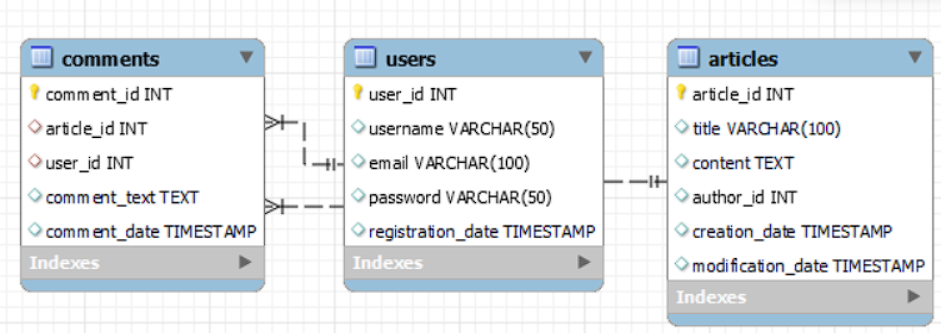 comments
comment_id INT
article_id INT
user_id INT
comment_text TEXT
comment_date TIMESTAMP
Indexes
users
user_id INT
username VARCHAR(50)
email VARCHAR(100)
password VARCHAR(50)
registration_date TIMESTAMP
Indexes
articles
article_id INT
title VARCHAR(100)
content TEXT
author_id INT
creation_date TIMESTAMP
modification_date TIMESTAMP
Indexes